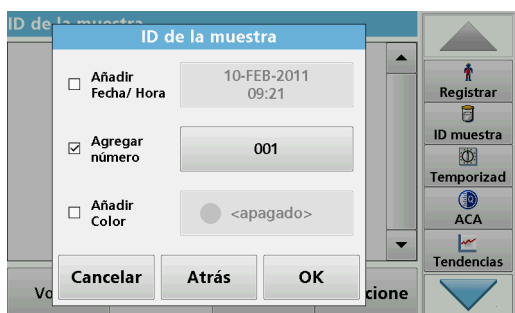 ID de la muestra
ID de la muestra
Añadir
Fecha/ Hora
10-FEB-2011
09:21
Agregar
número
001
Añadir
Color
<apagado>
Cancelar
Atrás
OK
Vo
cione
Registrar
ID muestra
Temporizad
ACA
Tendencias